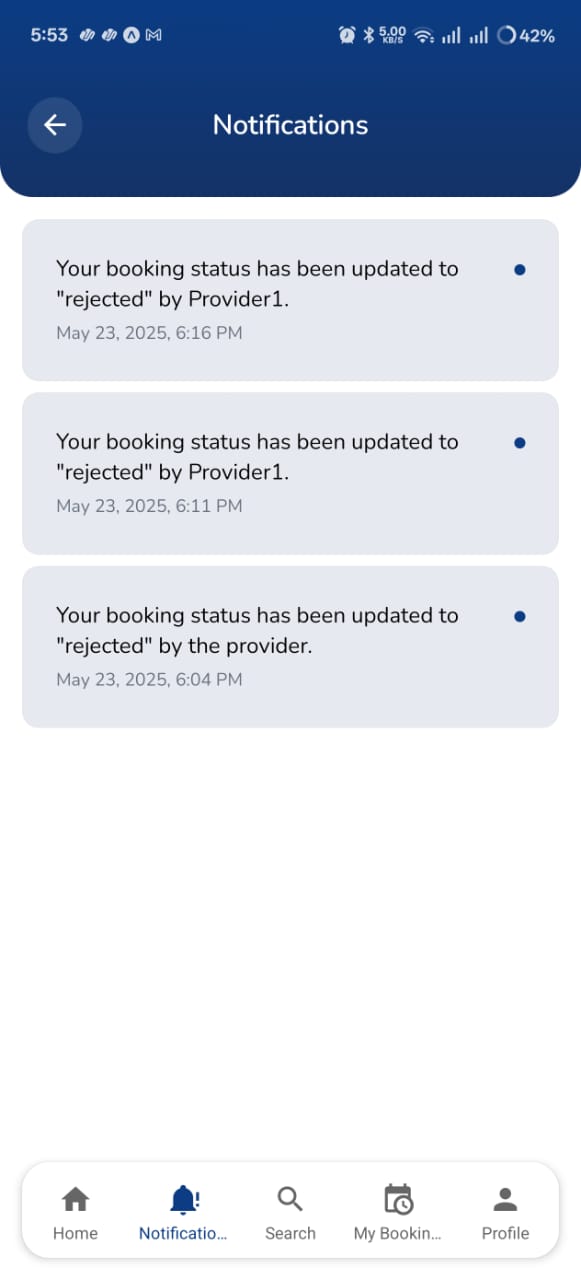 5:53
5.00
KB/S
42%
Notifications
Your booking status has been updated to
"rejected" by Provider1.
May 23, 2025, 6:16 PM
Your booking status has been updated to
"rejected" by Provider1.
May 23, 2025, 6:11 PM
Your booking status has been updated to
"rejected" by the provider.
May 23, 2025, 6:04 PM
Home
Notificatio...
Search
My Bookin...
Profile